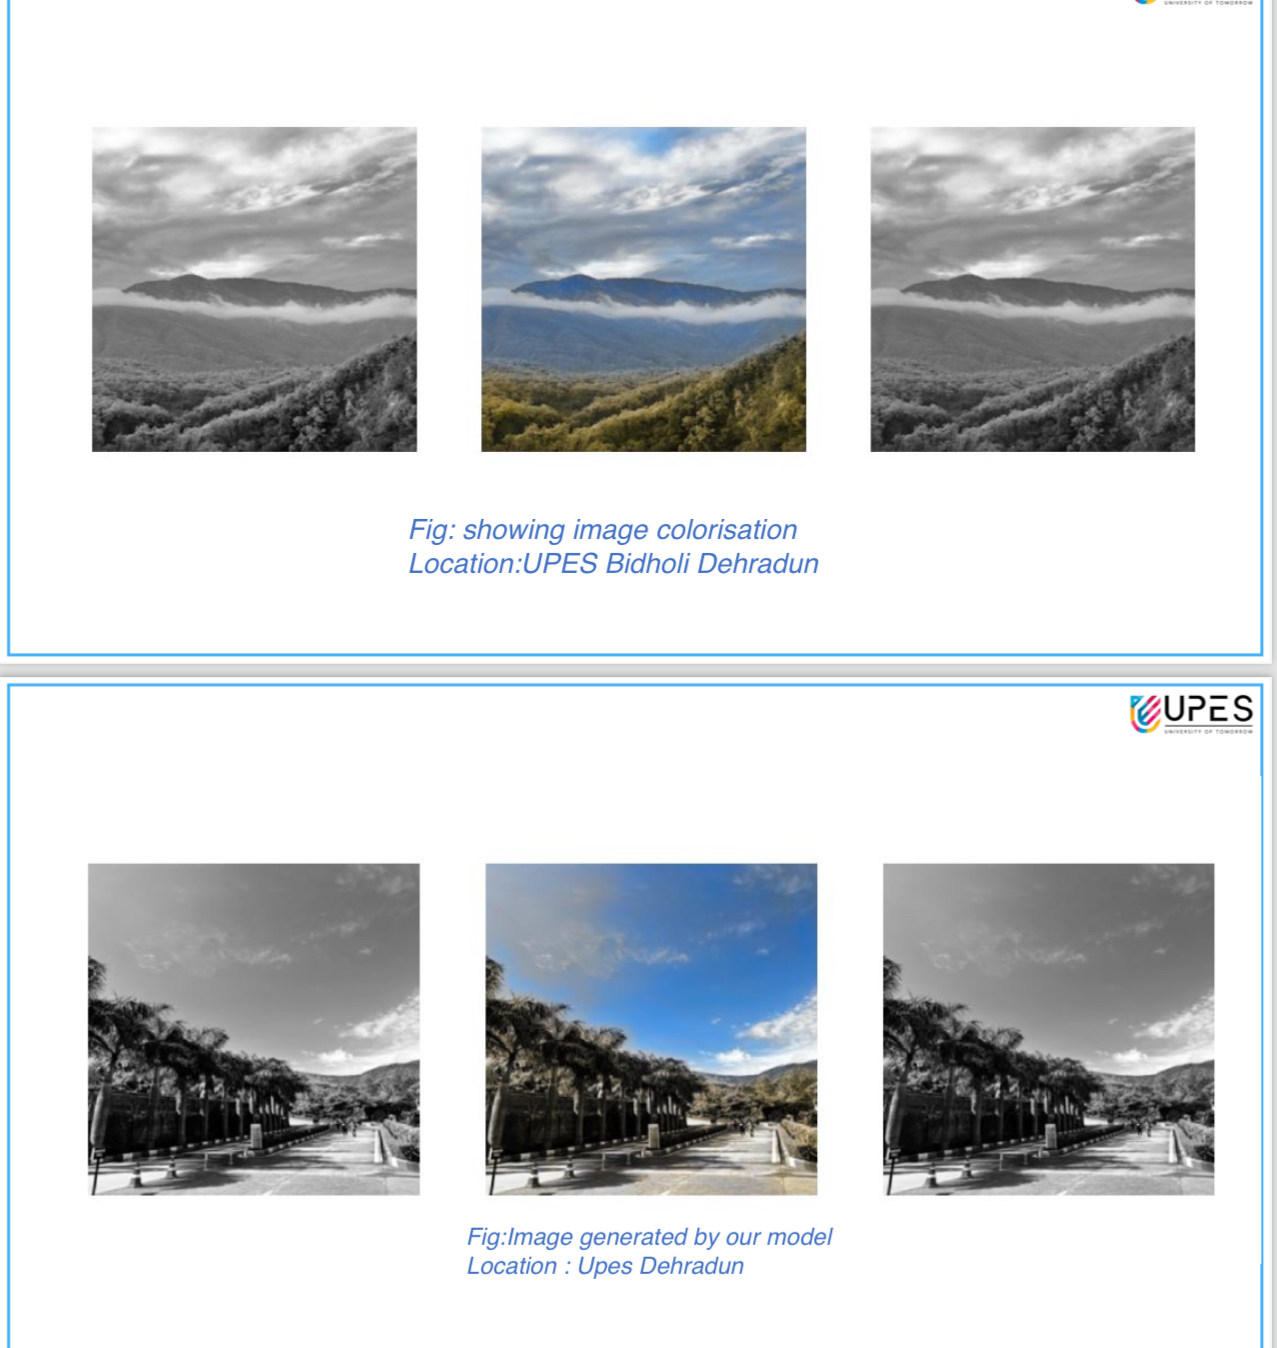 UNIVERSITY OF TOMORROW
Fig: showing image colorisation
Location:UPES Bidholi Dehradun
UPES
UNIVERSITY OF TOMORROW
Fig:Image generated by our model
Location : Upes Dehradun